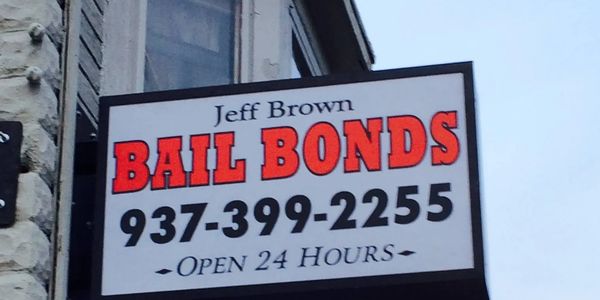 Jeff Brown
BAIL BONDS
937-399-2255
OPEN 24 HOURS